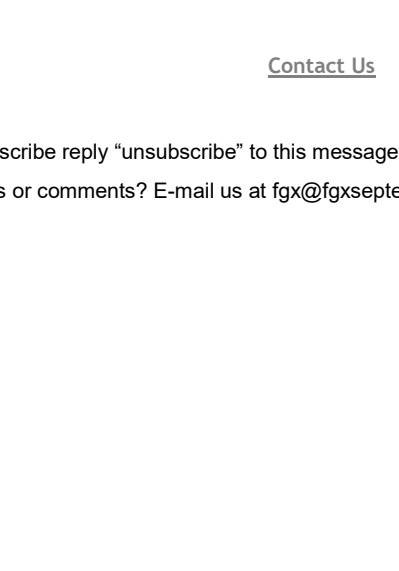 Contact Us
scribe reply “unsubscribe” to this message
s or comments? E-mail us at fgx@fgxsepte